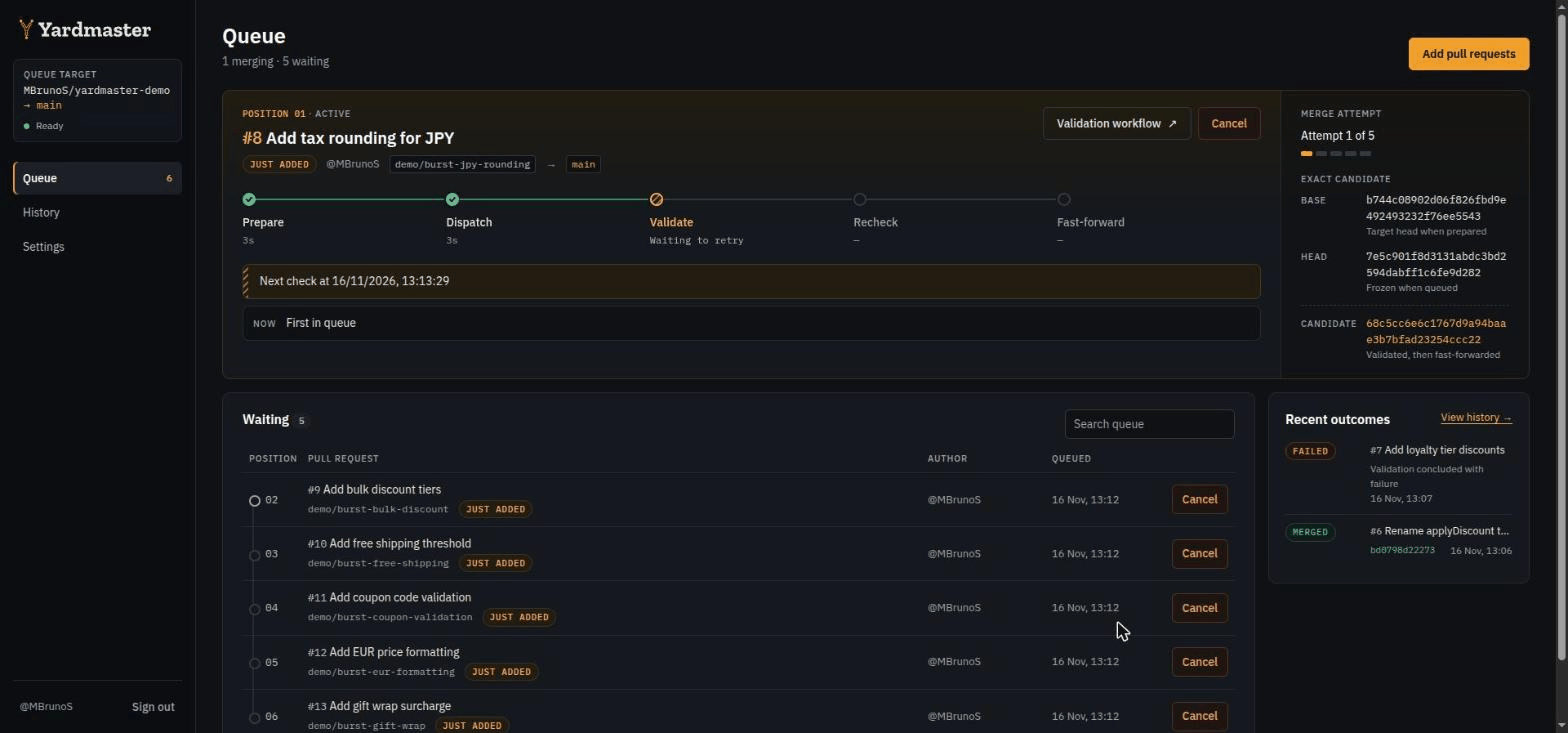 Yardmaster
QUEUE TARGET
MBrunoS/yardmaster-demo
→ main
Ready
Queue 6
History
Settings
@MBrunoS Sign out
Queue
1 merging · 5 waiting
Add pull requests
POSITION 01 · ACTIVE
#8 Add tax rounding for JPY
Validation workflow ↗ Cancel
JUST ADDED @MBrunoS demo/burst-jpy-rounding → main
Prepare Dispatch Validate Recheck Fast-forward
3s 3s Waiting to retry — —
Next check at 16/11/2026, 13:13:29
NOW First in queue
MERGE ATTEMPT
Attempt 1 of 5
EXACT CANDIDATE
BASE b744c08902d06f826fbd9e
492493232f76ee5543
Target head when prepared
HEAD 7e5c901f8d3131abdc3bd2
594dabff1c6fe9d282
Frozen when queued
CANDIDATE 68c5cc6e6c1767d9a94baa
e3b7bfad23254ccc22
Validated, then fast-forwarded
Waiting 5
Search queue
POSITION PULL REQUEST AUTHOR QUEUED
02 #9 Add bulk discount tiers @MBrunoS 16 Nov, 13:12 Cancel
demo/burst-bulk-discount JUST ADDED
03 #10 Add free shipping threshold @MBrunoS 16 Nov, 13:12 Cancel
demo/burst-free-shipping JUST ADDED
04 #11 Add coupon code validation @MBrunoS 16 Nov, 13:12 Cancel
demo/burst-coupon-validation JUST ADDED
05 #12 Add EUR price formatting @MBrunoS 16 Nov, 13:12 Cancel
demo/burst-eur-formatting JUST ADDED
06 #13 Add gift wrap surcharge @MBrunoS 16 Nov, 13:12 Cancel
demo/burst-gift-wrap JUST ADDED
Recent outcomes View history →
FAILED #7 Add loyalty tier discounts
Validation concluded with
failure
16 Nov, 13:07
MERGED #6 Rename applyDiscount t...
bd0798d22273 16 Nov, 13:06